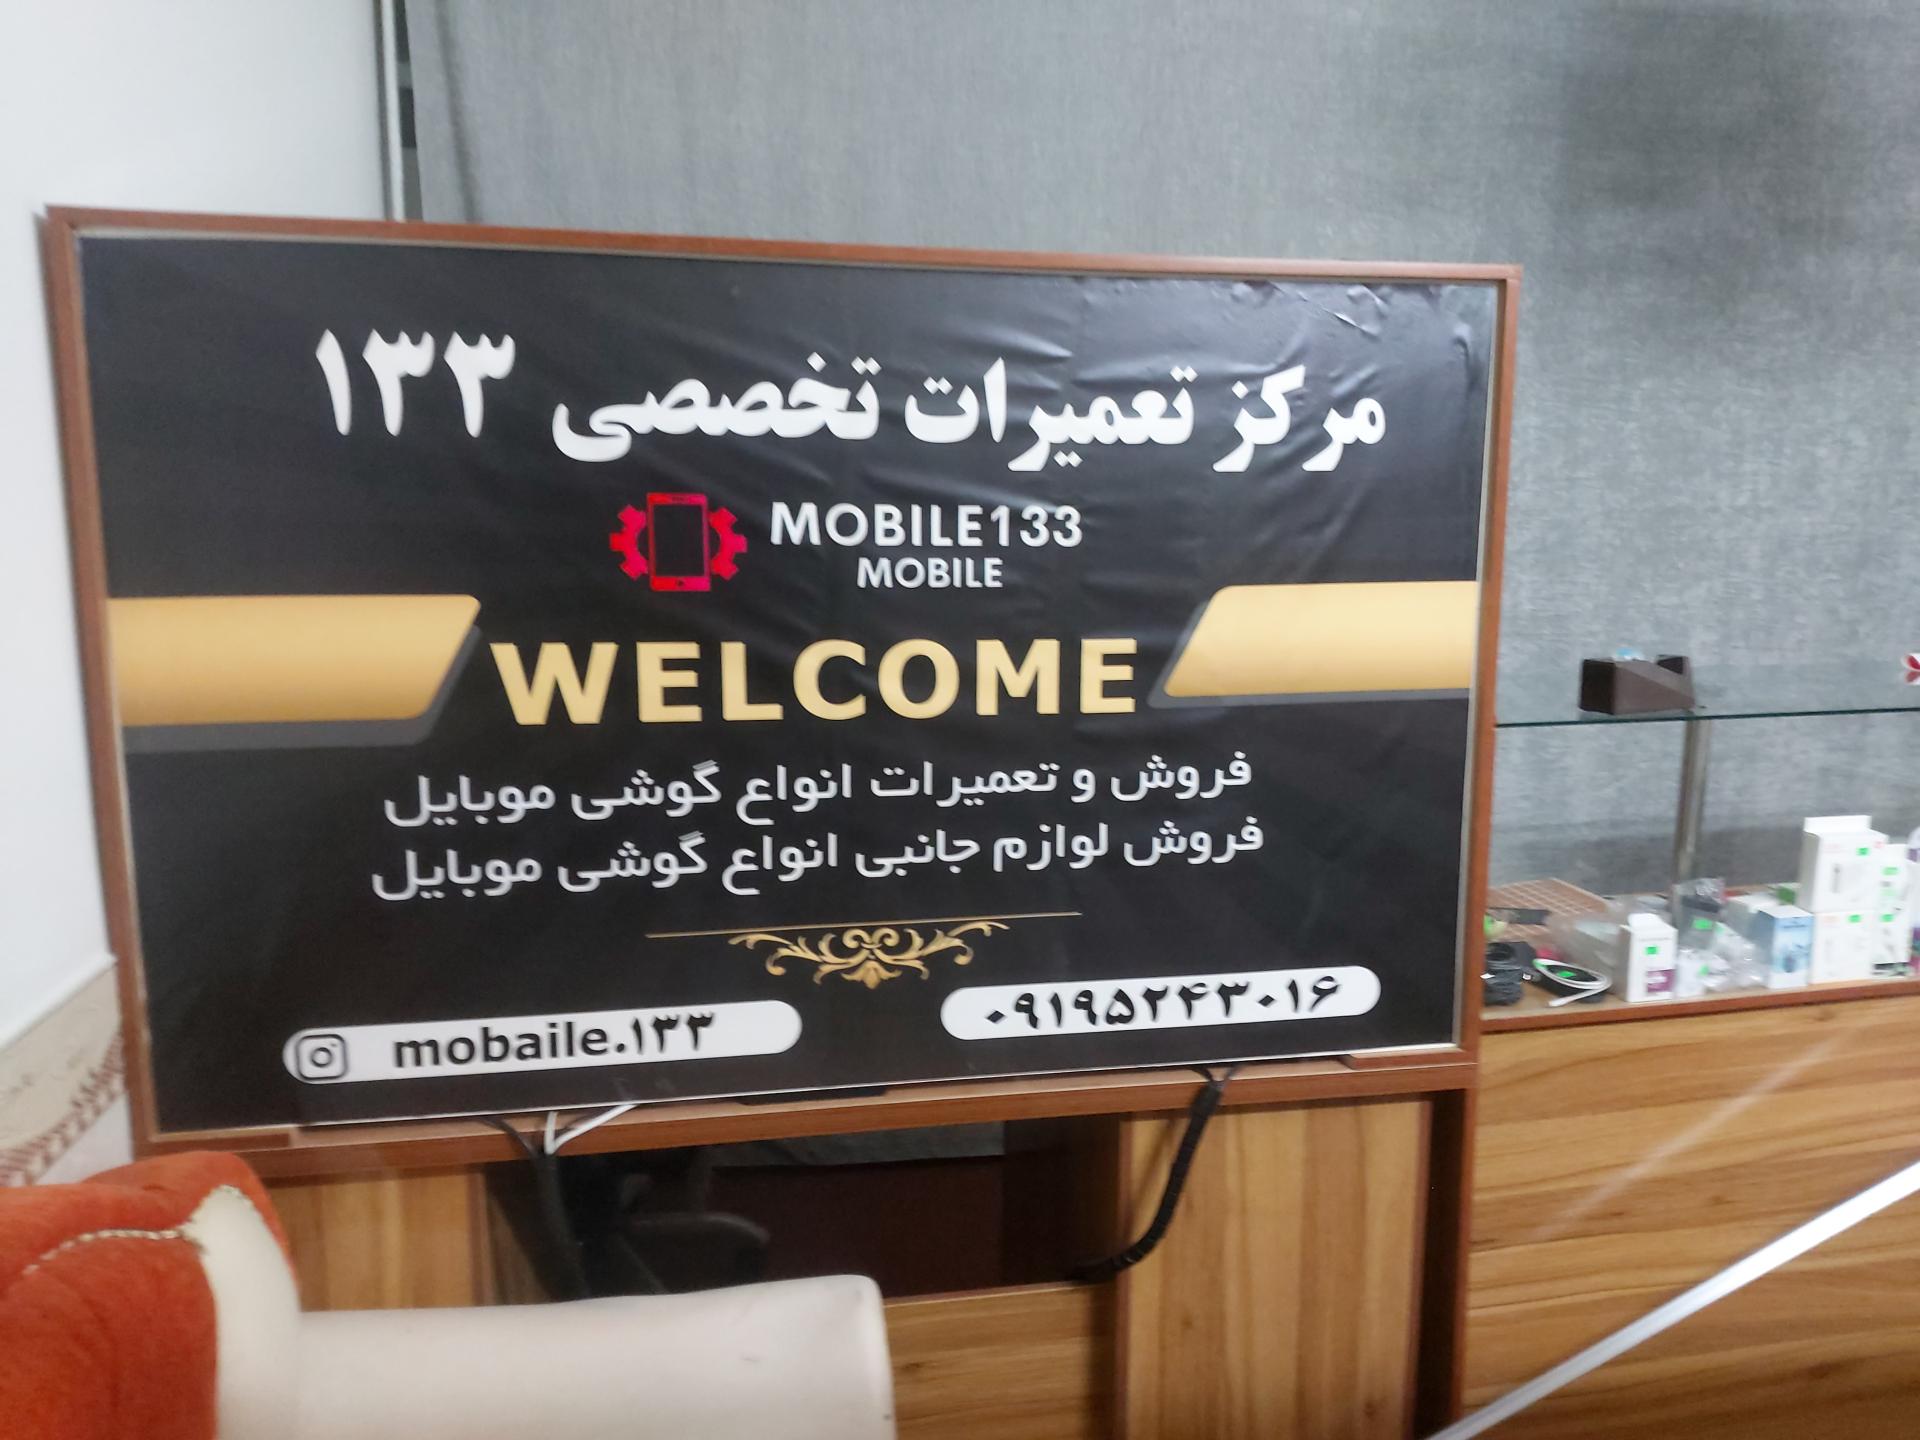 مرکز تعمیرات تخصصی ۱۳۳
MOBILE133
MOBILE
WELCOME
فروش و تعمیرات انواع گوشی موبایل
فروش لوازم جانبی انواع گوشی موبایل
mobaile.۱۳۳
۰۹۱۹۵۲۴۳۰۱۶